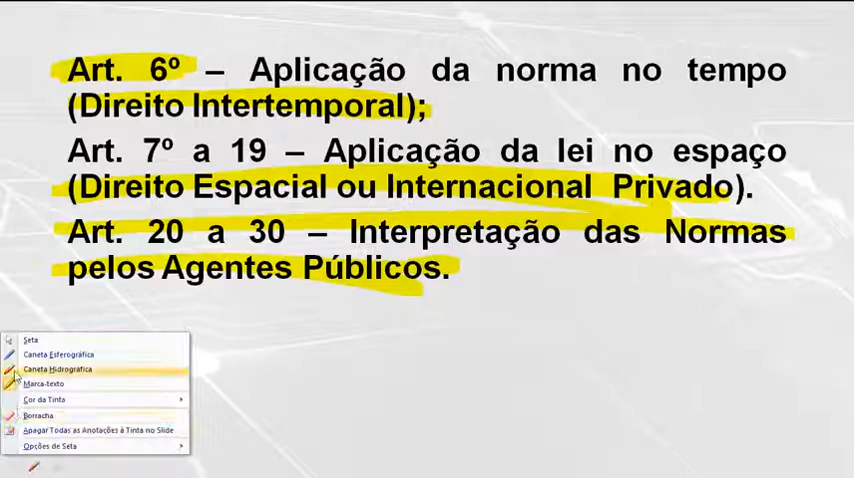 Art. 6º – Aplicação da norma no tempo
(Direito Intertemporal);
Art. 7º a 19 – Aplicação da lei no espaço
(Direito Espacial ou Internacional Privado).
Art. 20 a 30 – Interpretação das Normas
pelos Agentes Públicos.
Seta
Caneta Esferográfica
Caneta Hidrográfica
Marca-texto
Cor da Tinta
Borracha
Apagar Todas as Anotações à Tinta no Slide
Opções de Seta